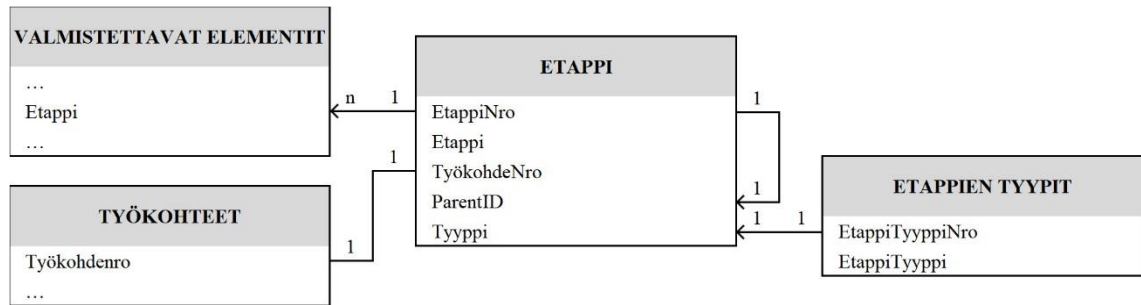 VALMISTETTAVAT ELEMENTIT
…
Etappi
…
n 1
TYÖKOHTEET
Työkohdenro
…
1
1
ETAPPI
EtappiNro
Etappi
TyökohdeNro
ParentID
Tyyppi
1
1
1 1
ETAPPIEN TYYPIT
EtappiTyyppiNro
EtappiTyyppi